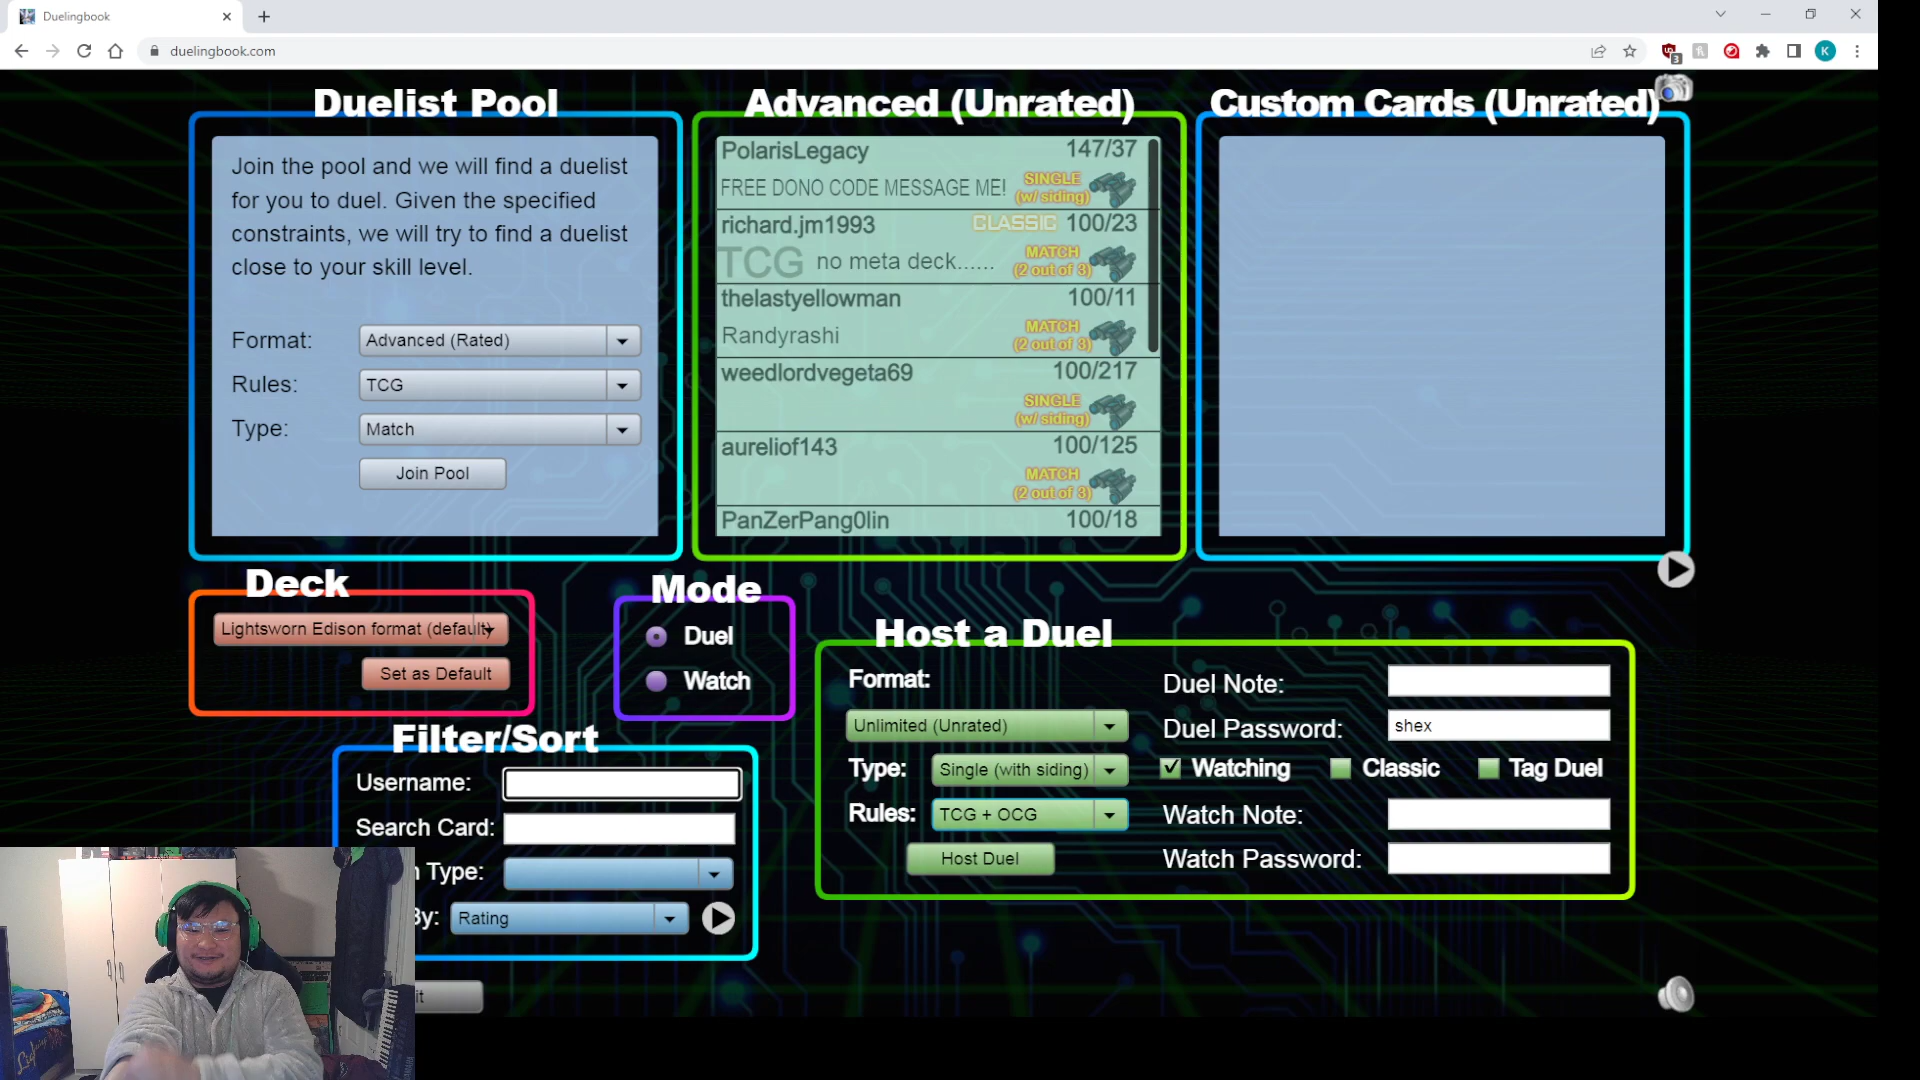 Duelingbook
duelingbook.com
3
K
Duelist Pool
Join the pool and we will find a duelist
for you to duel. Given the specified
constraints, we will try to find a duelist
close to your skill level.
Format: Advanced (Rated)
Rules: TCG
Type: Match
Join Pool
Advanced (Unrated)
PolarisLegacy 147/37
FREE DONO CODE MESSAGE ME! SINGLE
(w/ siding)
richard.jm1993 CLASSIC 100/23
TCG no meta deck...... MATCH
(2 out of 3)
thelastyellowman 100/11
Randyrashi MATCH
(2 out of 3)
weedlordvegeta69 100/217
SINGLE
(w/ siding)
aureliof143 100/125
MATCH
(2 out of 3)
PanZerPang0lin 100/18
Custom Cards (Unrated)
Deck
Lightsworn Edison format (default)
Set as Default
Mode
Duel
Watch
Filter/Sort
Username:
Search Card:
Type:
By: Rating
Host a Duel
Format:
Unlimited (Unrated)
Type: Single (with siding)
Rules: TCG + OCG
Host Duel
Duel Note:
Duel Password: shex
Watching Classic Tag Duel
Watch Note:
Watch Password: